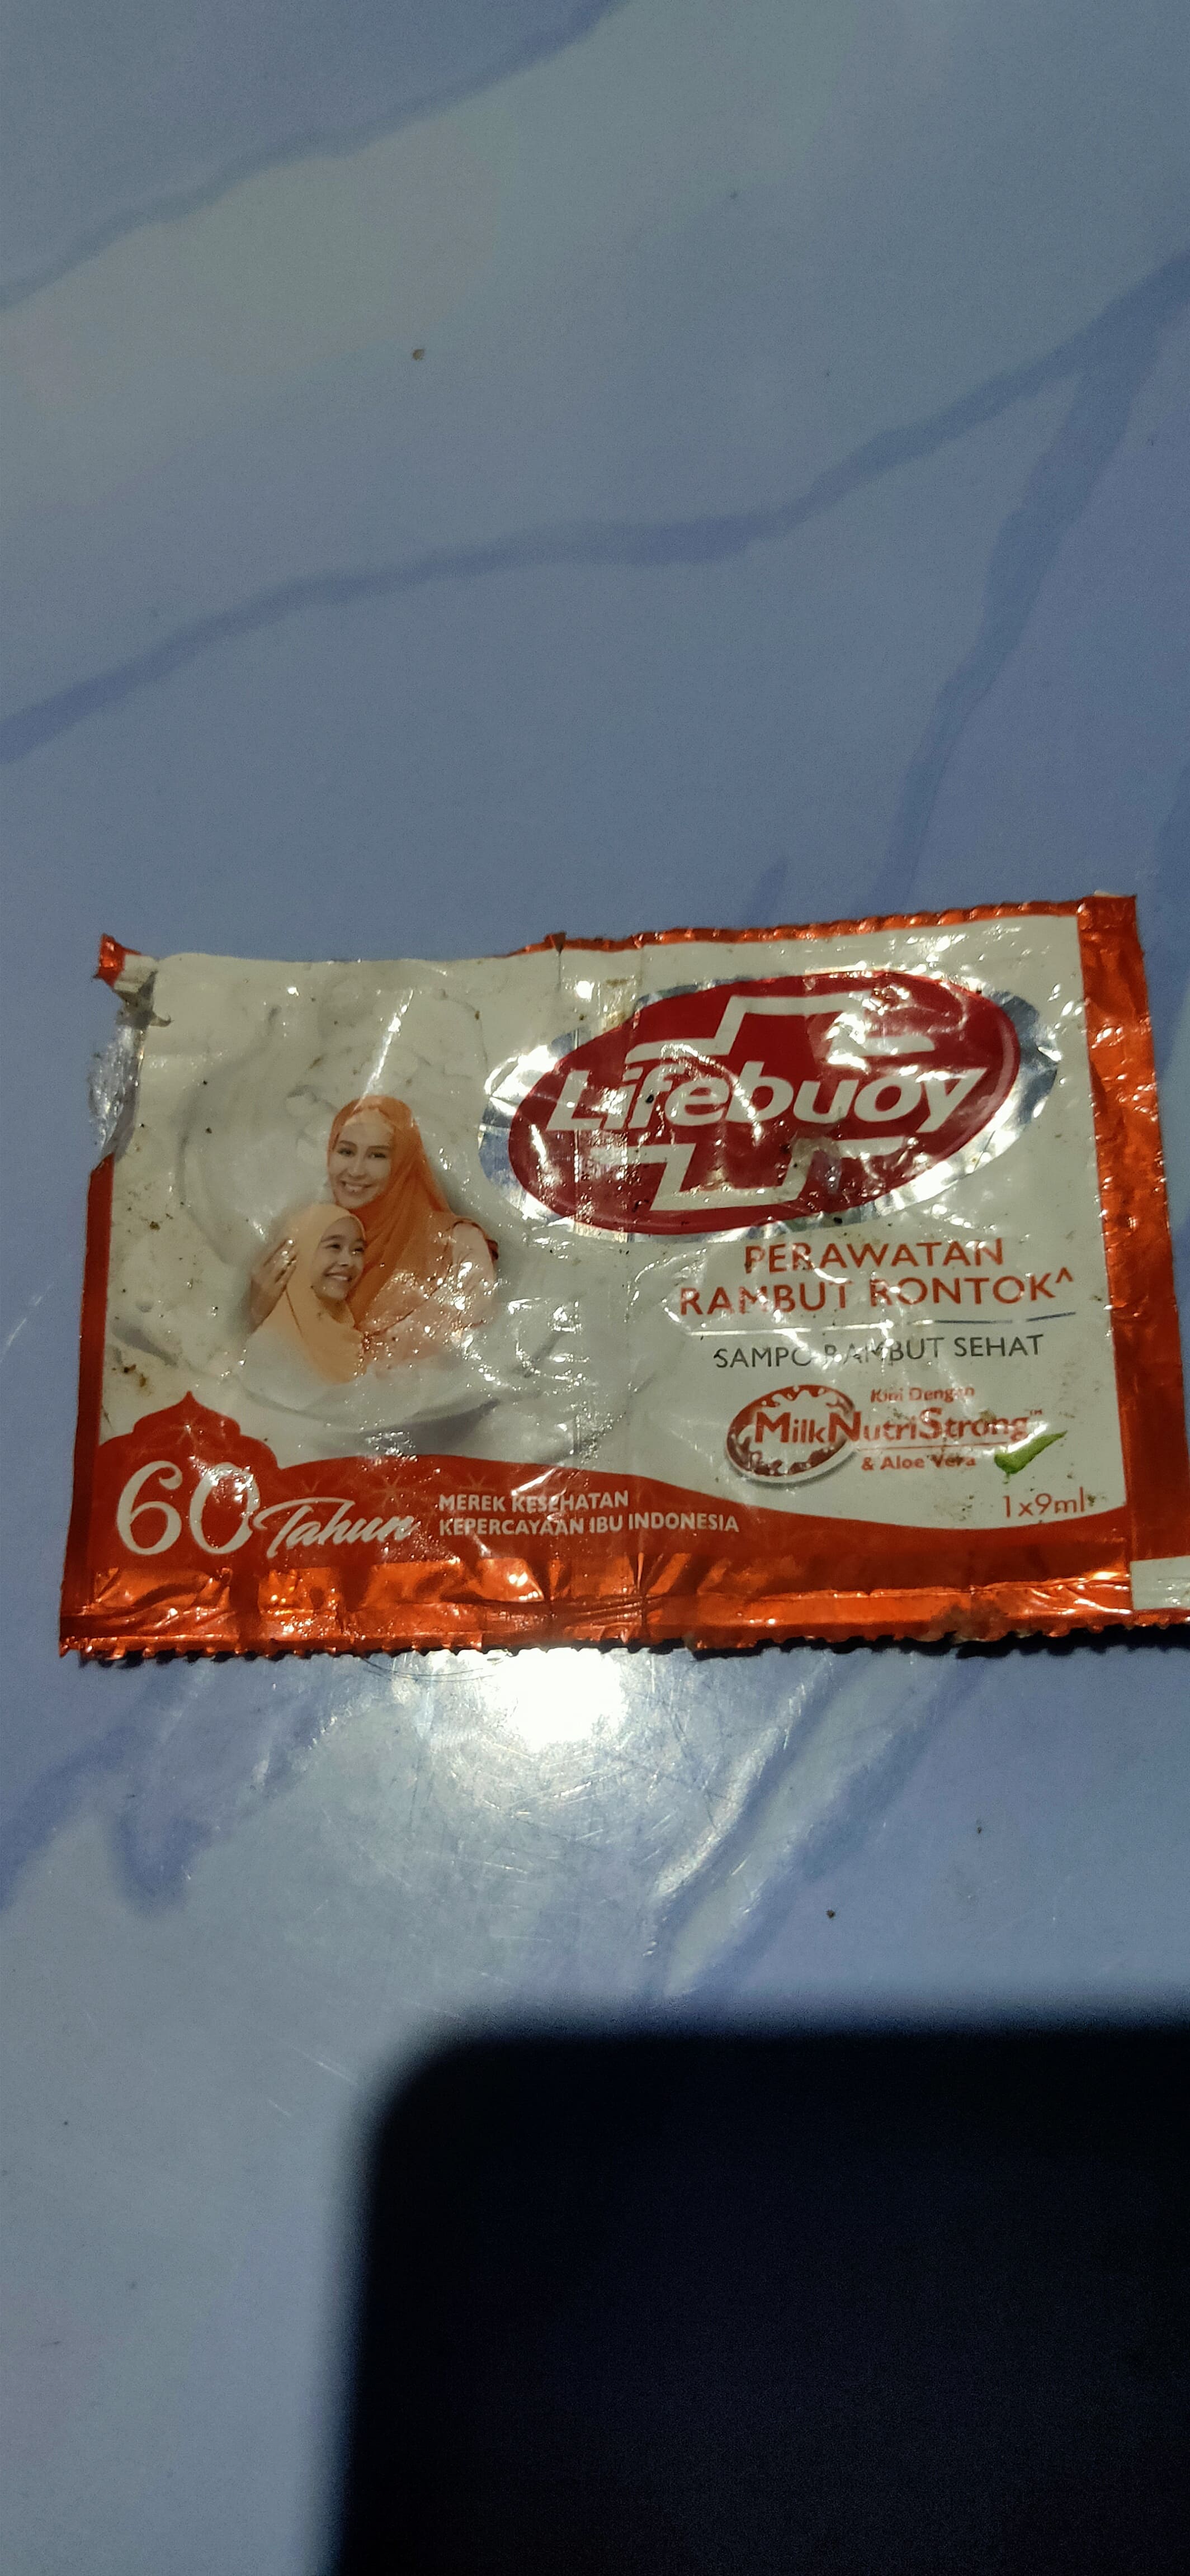 Lifebuoy
PERAWATAN
RAMBUT RONTOK^
SAMPO RAMBUT SEHAT
Kini Dengan
MilkNutriStrong™
& Aloe Vera
1x9ml
60 Tahun
MEREK KESEHATAN
KEPERCAYAAN IBU INDONESIA